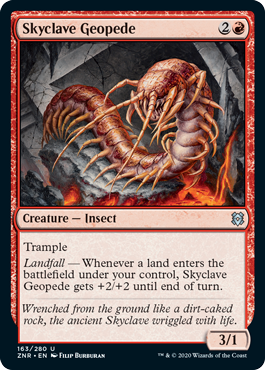 Skyclave Geopede 2
Creature — Insect
Trample
Landfall — Whenever a land enters the
battlefield under your control, Skyclave
Geopede gets +2/+2 until end of turn.
Wrenched from the ground like a dirt-caked
rock, the ancient Skyclave wriggled with life.
3/1
163/280 U
ZNR • EN FILIP BURBURAN
™ & © 2020 Wizards of the Coast